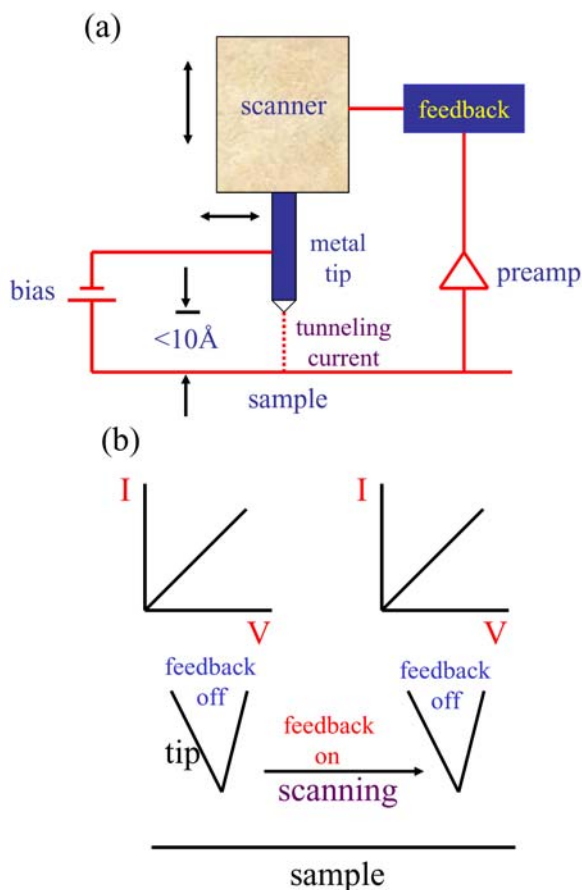 (a)
scanner
feedback
metal
tip
preamp
bias
<10Å
tunneling
current
sample
(b)
I
I
V
V
feedback
off
feedback
off
tip
feedback
on
scanning
sample